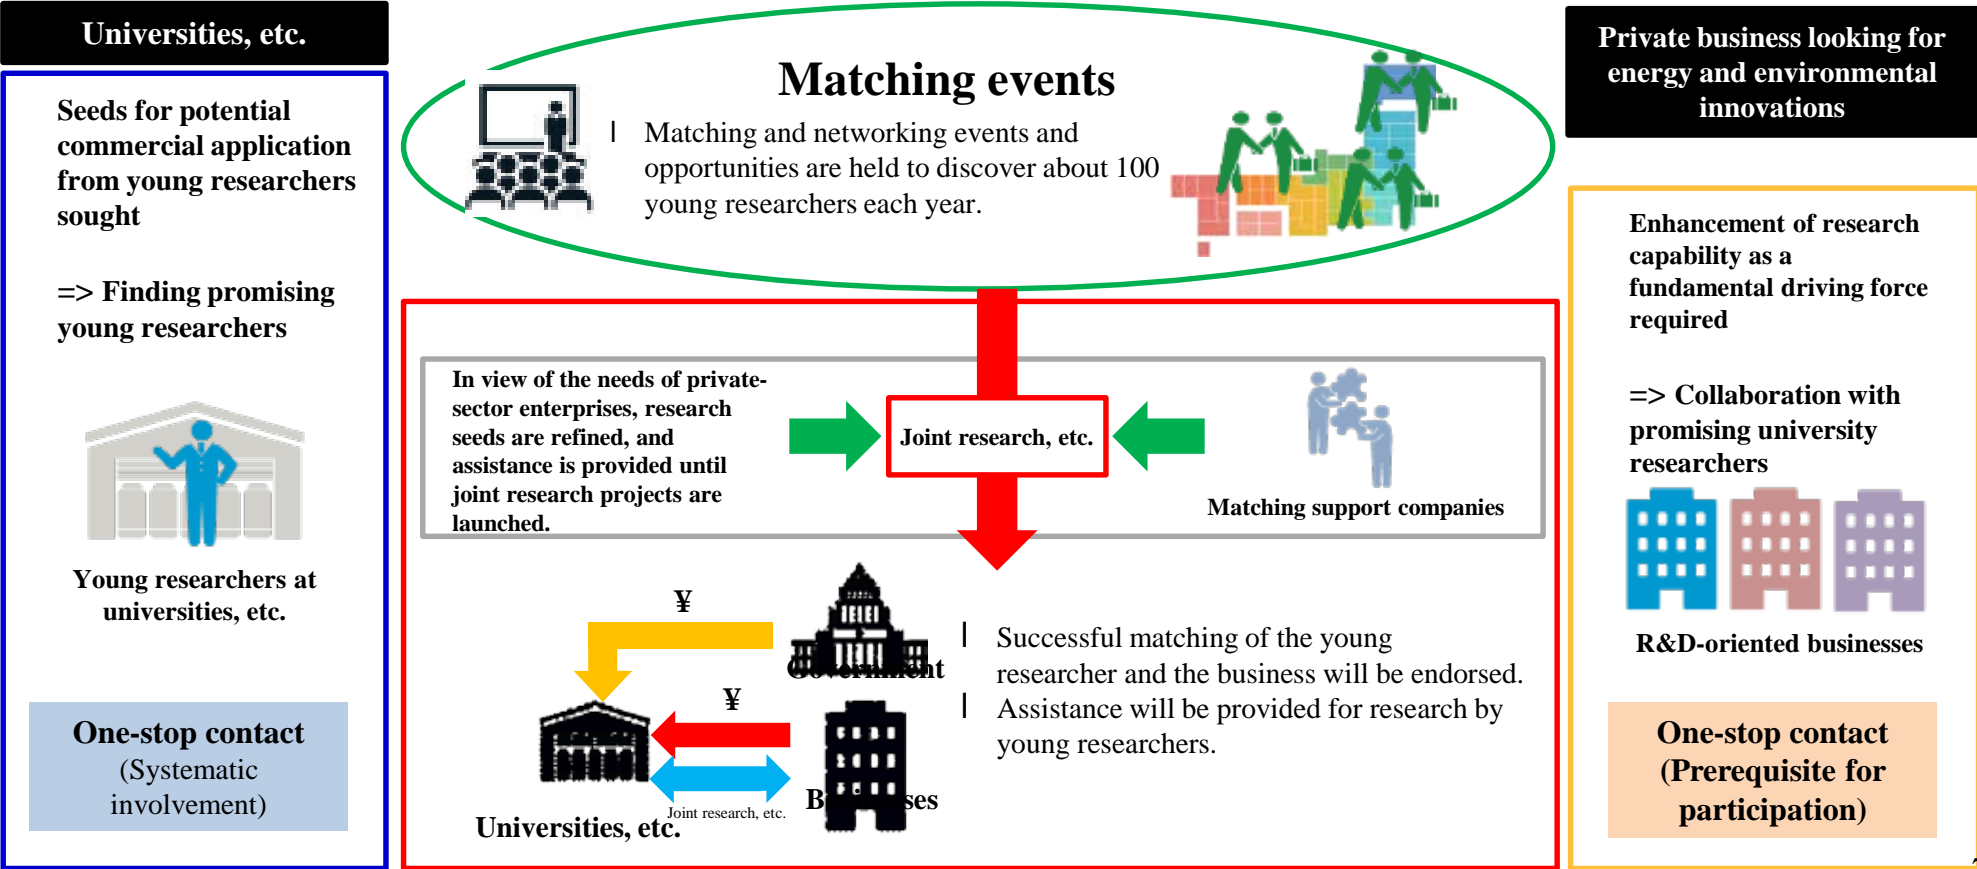 Universities, etc.
Seeds for potential
commercial application
from young researchers
sought
=> Finding promising
young researchers
Young researchers at
universities, etc.
One-stop contact
(Systematic
involvement)
Matching events
l Matching and networking events and
opportunities are held to discover about 100
young researchers each year.
In view of the needs of private-
sector enterprises, research
seeds are refined, and
assistance is provided until
joint research projects are
launched.
Joint research, etc.
Matching support companies
¥
Government
¥
Businesses
Joint research, etc.
Universities, etc.
l Successful matching of the young
researcher and the business will be endorsed.
l Assistance will be provided for research by
young researchers.
Private business looking for
energy and environmental
innovations
Enhancement of research
capability as a
fundamental driving force
required
=> Collaboration with
promising university
researchers
R&D-oriented businesses
One-stop contact
(Prerequisite for
participation)